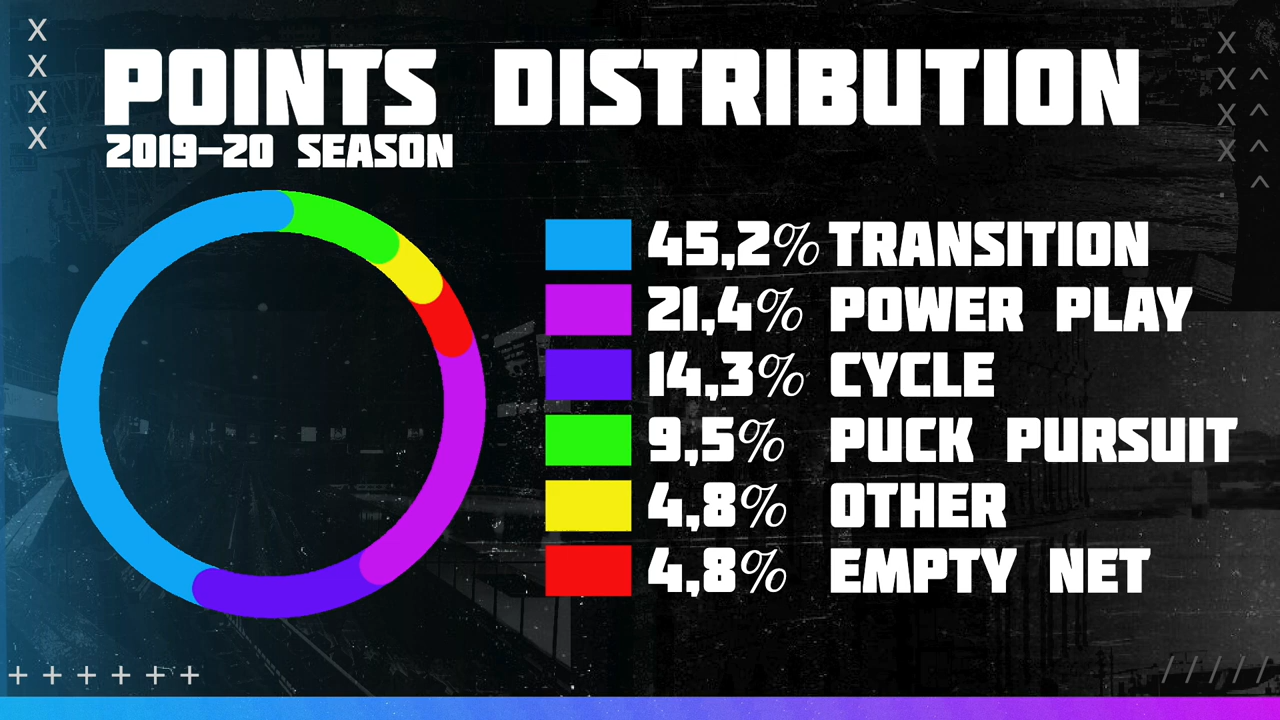 POINTS DISTRIBUTION
2019-20 SEASON
45,2% TRANSITION
21,4% POWER PLAY
14,3% CYCLE
9,5% PUCK PURSUIT
4,8% OTHER
4,8% EMPTY NET